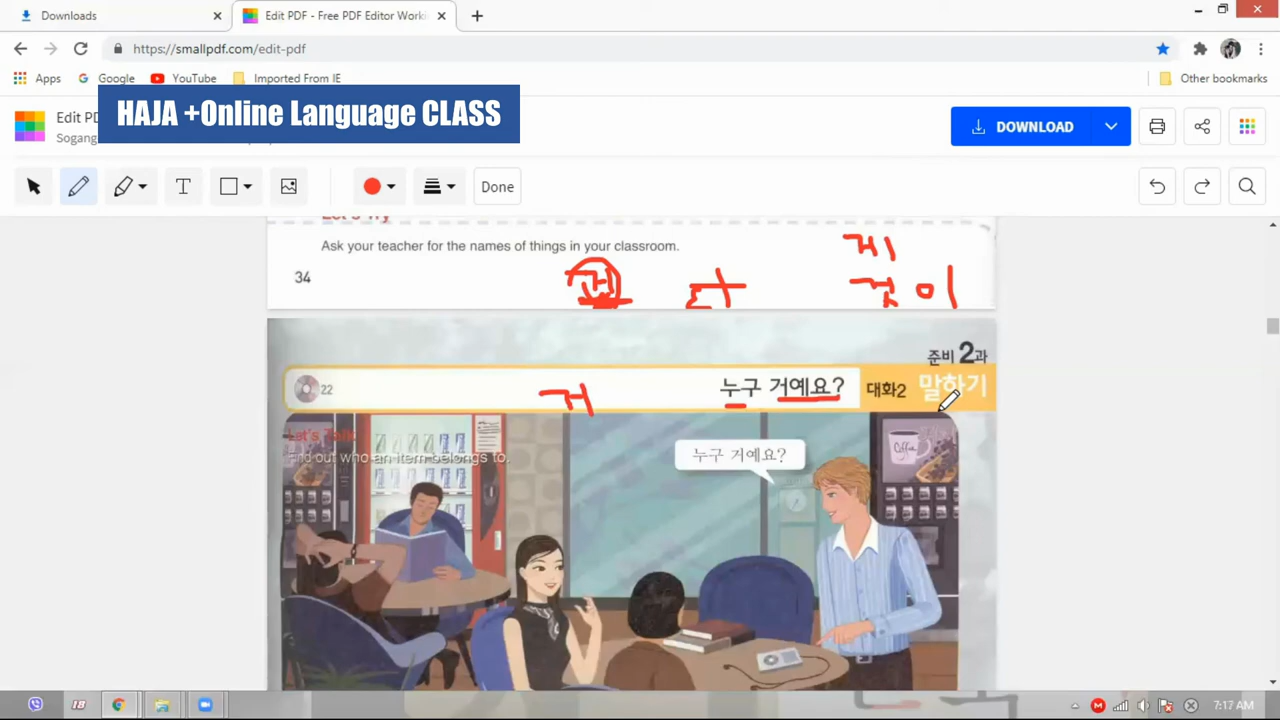 Downloads
Edit PDF - Free PDF Editor Worki
https://smallpdf.com/edit-pdf
Apps Google YouTube Imported From IE Other bookmarks
HAJA +Online Language CLASS
Edit PD
Sogang
DOWNLOAD
T Done
Let's Try
Ask your teacher for the names of things in your classroom.
34
게
것 이
준비 2과
22
거
누구 거예요?
대화2 말하기
Let's Talk
Find out who an item belongs to.
누구 거예요?
Coffee
18
7:17 AM